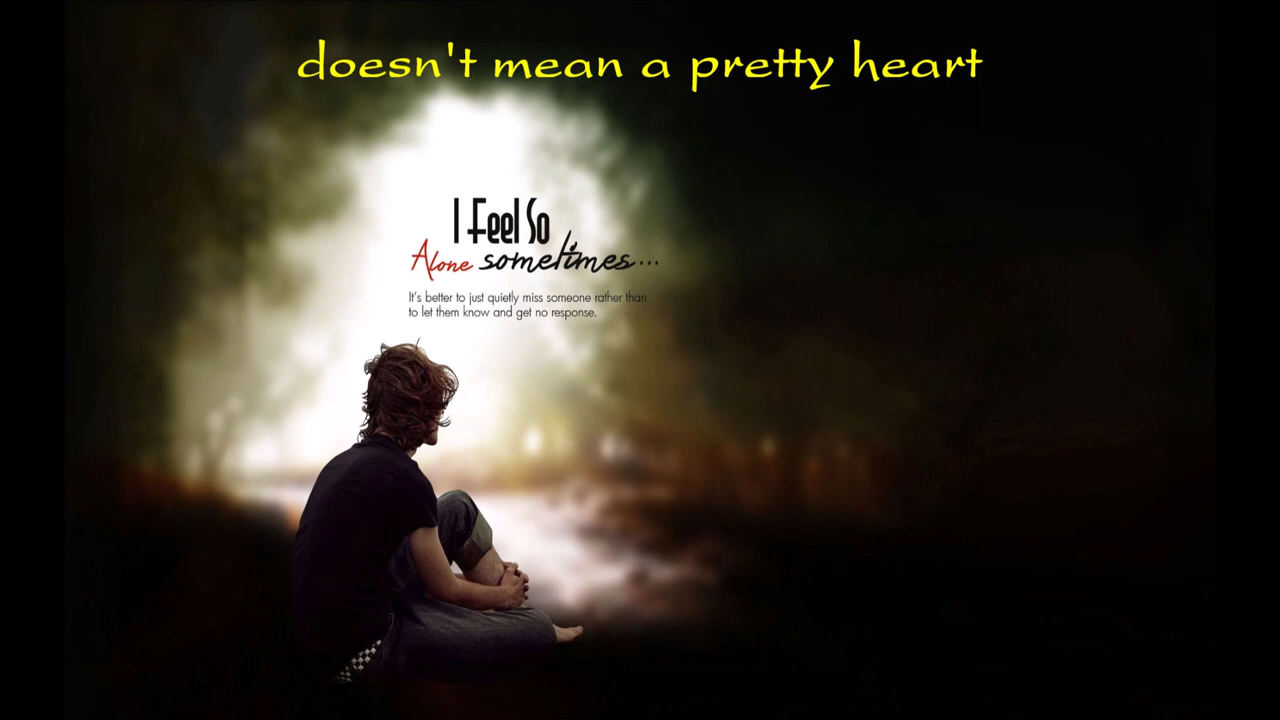 doesn't mean a pretty heart
I Feel So
Alone sometimes...
It's better to just quietly miss someone rather than
to let them know and get no response.